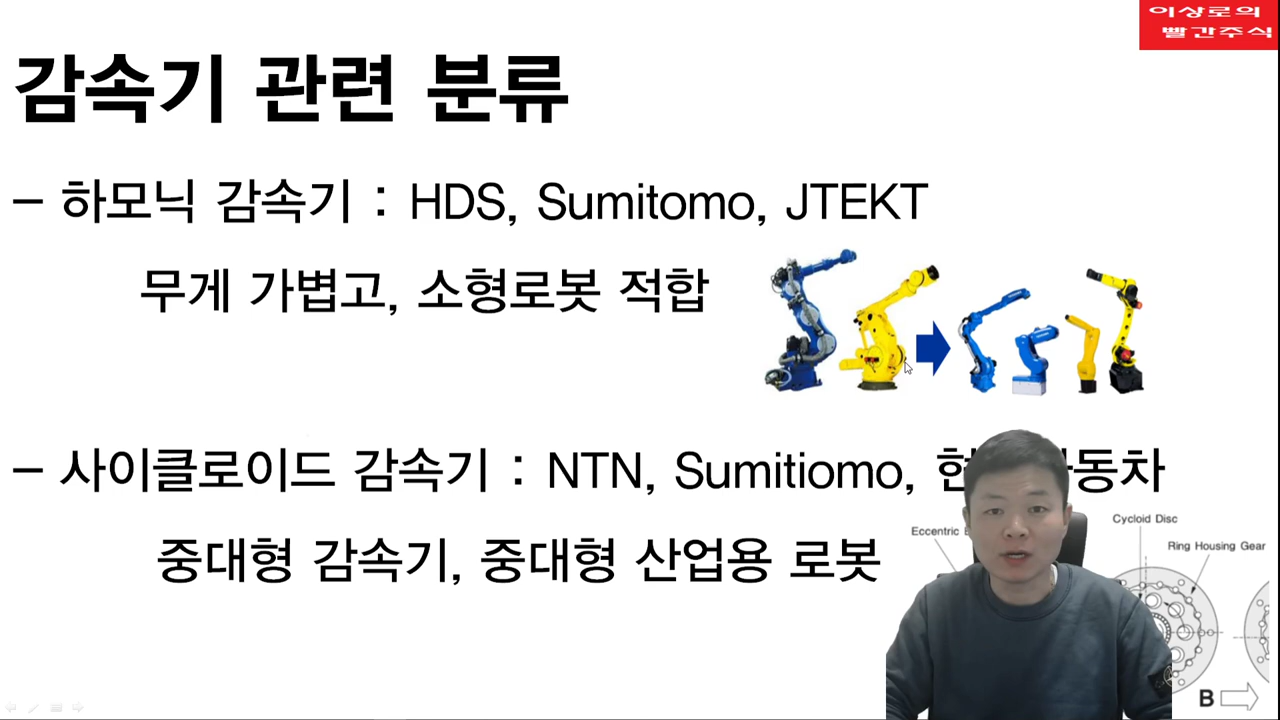 이상로의
빨간주식
감속기 관련 분류
– 하모닉 감속기 : HDS, Sumitomo, JTEKT
무게 가볍고, 소형로봇 적합
– 사이클로이드 감속기 : NTN, Sumitiomo, 현 동차
중대형 감속기, 중대형 산업용 로봇
Eccentric
Cycloid Disc
Ring Housing Gear
B